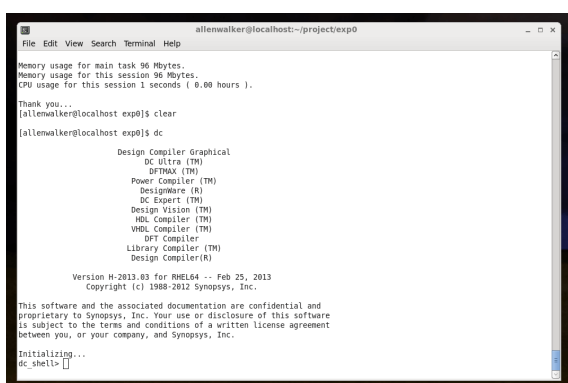 allenwalker@localhost:~/project/exp0
File Edit View Search Terminal Help
Memory usage for main task 96 Mbytes.
Memory usage for this session 96 Mbytes.
CPU usage for this session 1 seconds ( 0.00 hours ).
Thank you...
[allenwalker@localhost exp0]$ clear
[allenwalker@localhost exp0]$ dc
Design Compiler Graphical
DC Ultra (TM)
DFTMAX (TM)
Power Compiler (TM)
DesignWare (R)
DC Expert (TM)
Design Vision (TM)
HDL Compiler (TM)
VHDL Compiler (TM)
DFT Compiler
Library Compiler (TM)
Design Compiler(R)
Version H-2013.03 for RHEL64 -- Feb 25, 2013
Copyright (c) 1988-2012 Synopsys, Inc.
This software and the associated documentation are confidential and
proprietary to Synopsys, Inc. Your use or disclosure of this software
is subject to the terms and conditions of a written license agreement
between you, or your company, and Synopsys, Inc.
Initializing...
dc_shell>